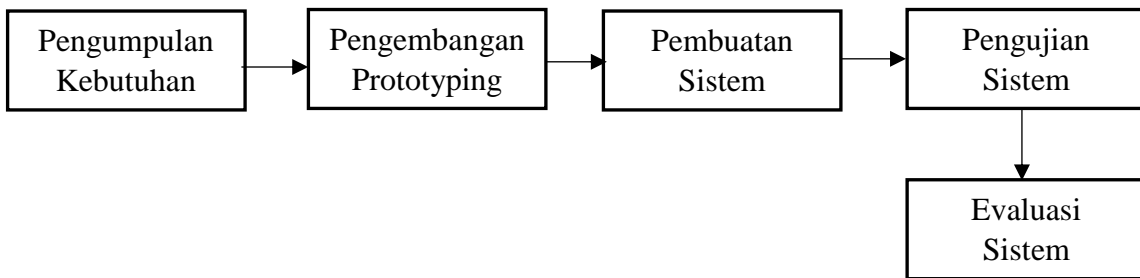 Pengumpulan
Kebutuhan
Pengembangan
Prototyping
Pembuatan
Sistem
Pengujian
Sistem
Evaluasi
Sistem